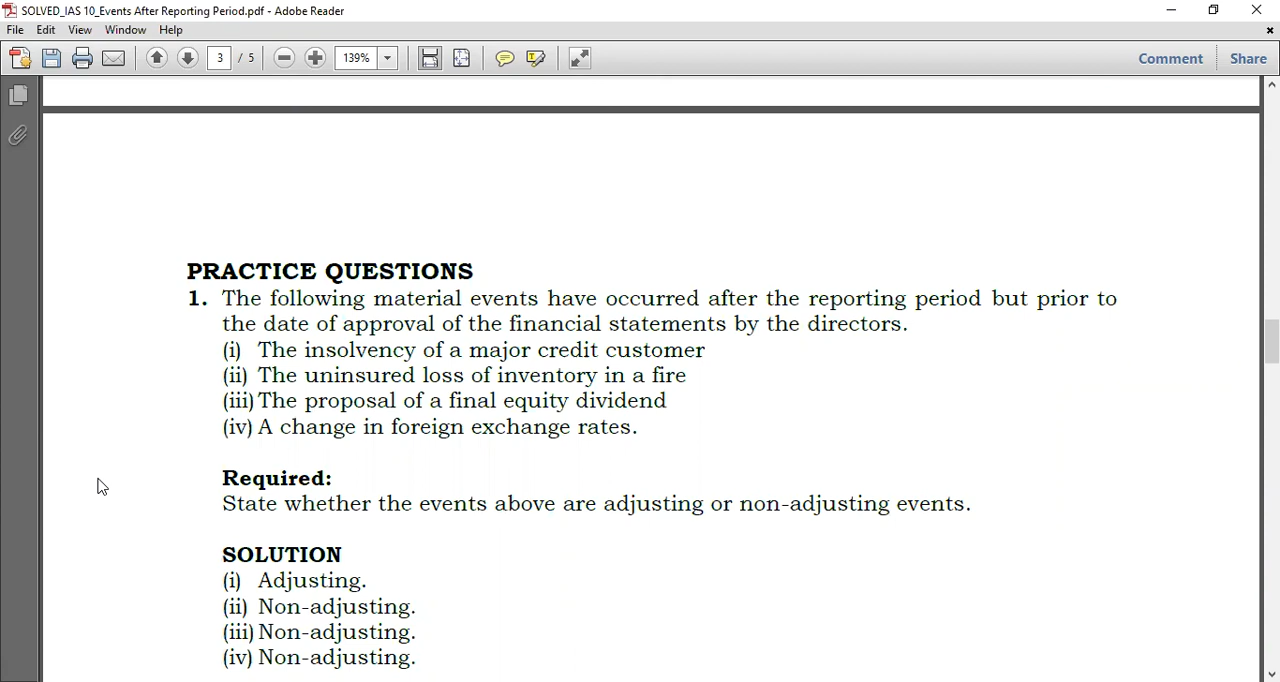 SOLVED_IAS 10_Events After Reporting Period.pdf - Adobe Reader
File Edit View Window Help
3 / 5 139% Comment Share
PRACTICE QUESTIONS
1. The following material events have occurred after the reporting period but prior to
the date of approval of the financial statements by the directors.
(i) The insolvency of a major credit customer
(ii) The uninsured loss of inventory in a fire
(iii) The proposal of a final equity dividend
(iv) A change in foreign exchange rates.
Required:
State whether the events above are adjusting or non-adjusting events.
SOLUTION
(i) Adjusting.
(ii) Non-adjusting.
(iii) Non-adjusting.
(iv) Non-adjusting.